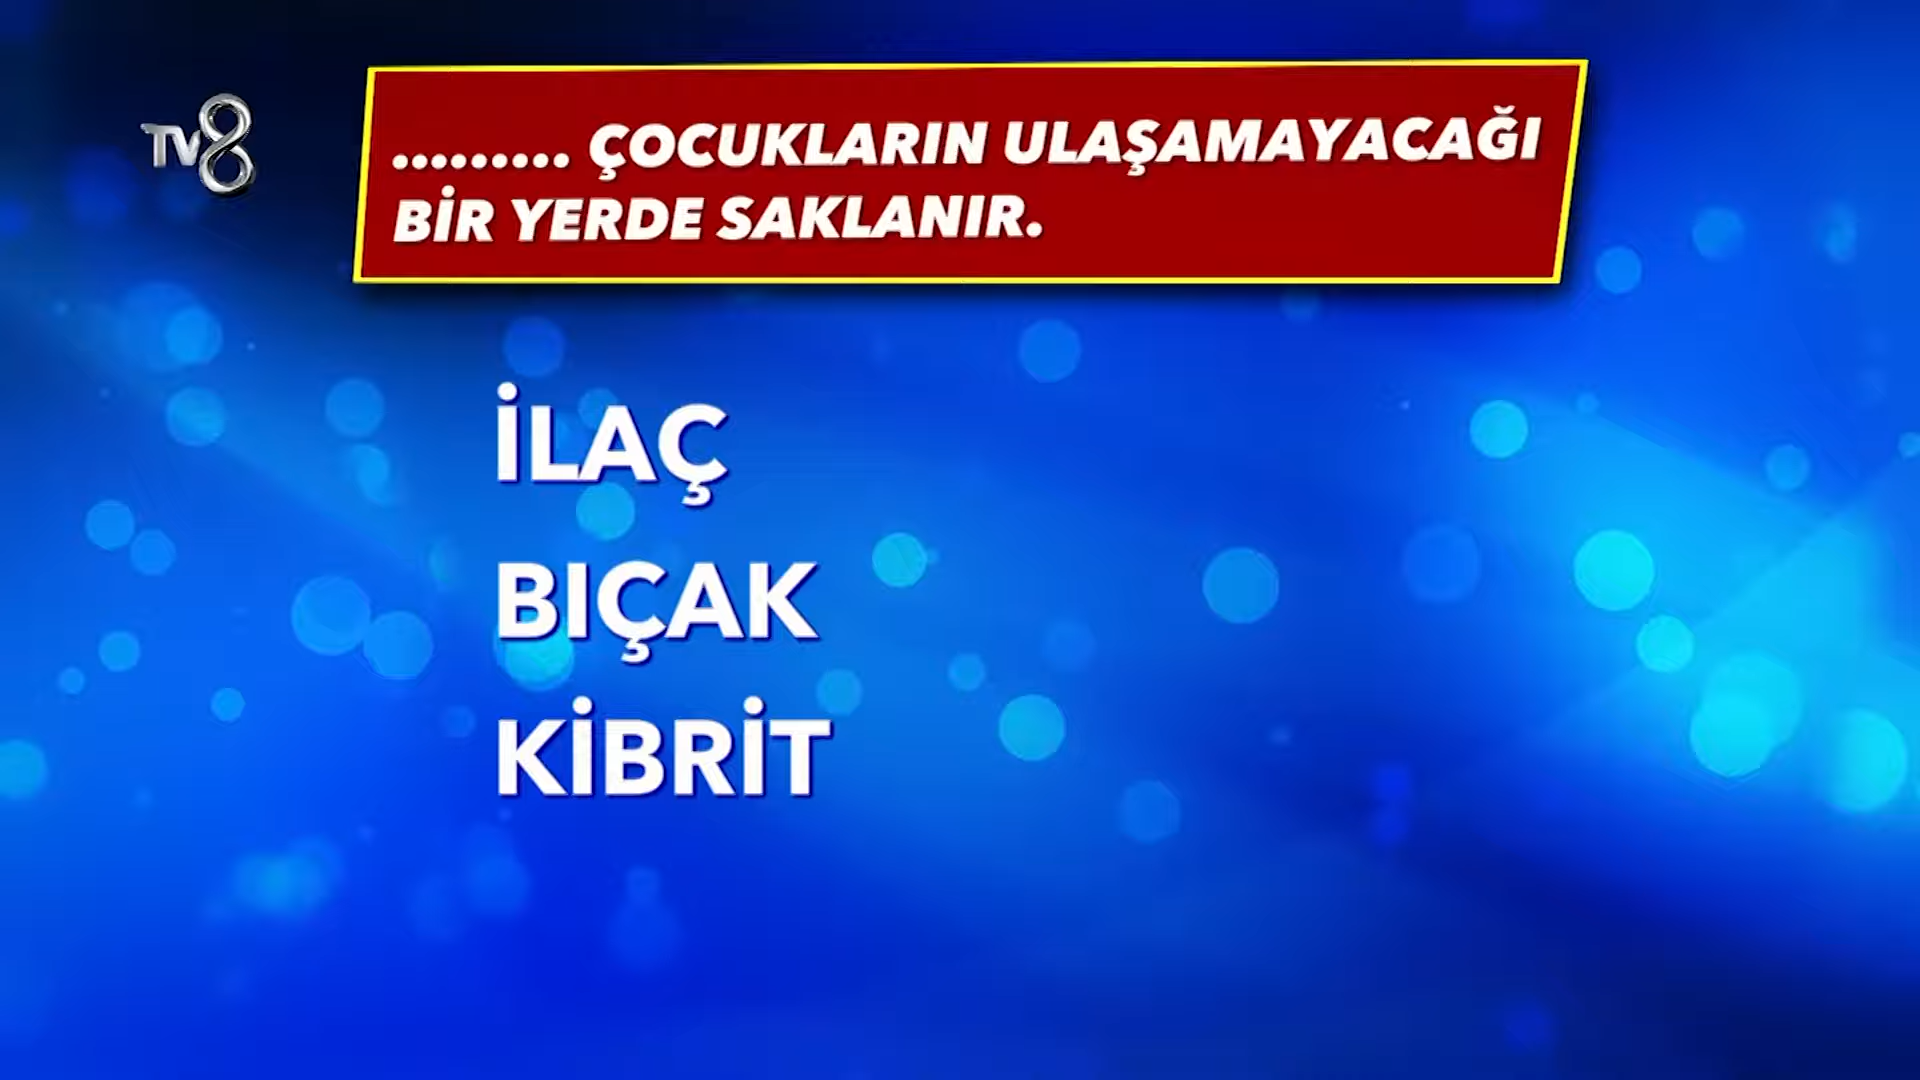 TV8
......... ÇOCUKLARIN ULAŞAMAYACAĞI
BİR YERDE SAKLANIR.
İLAÇ
BIÇAK
KİBRİT